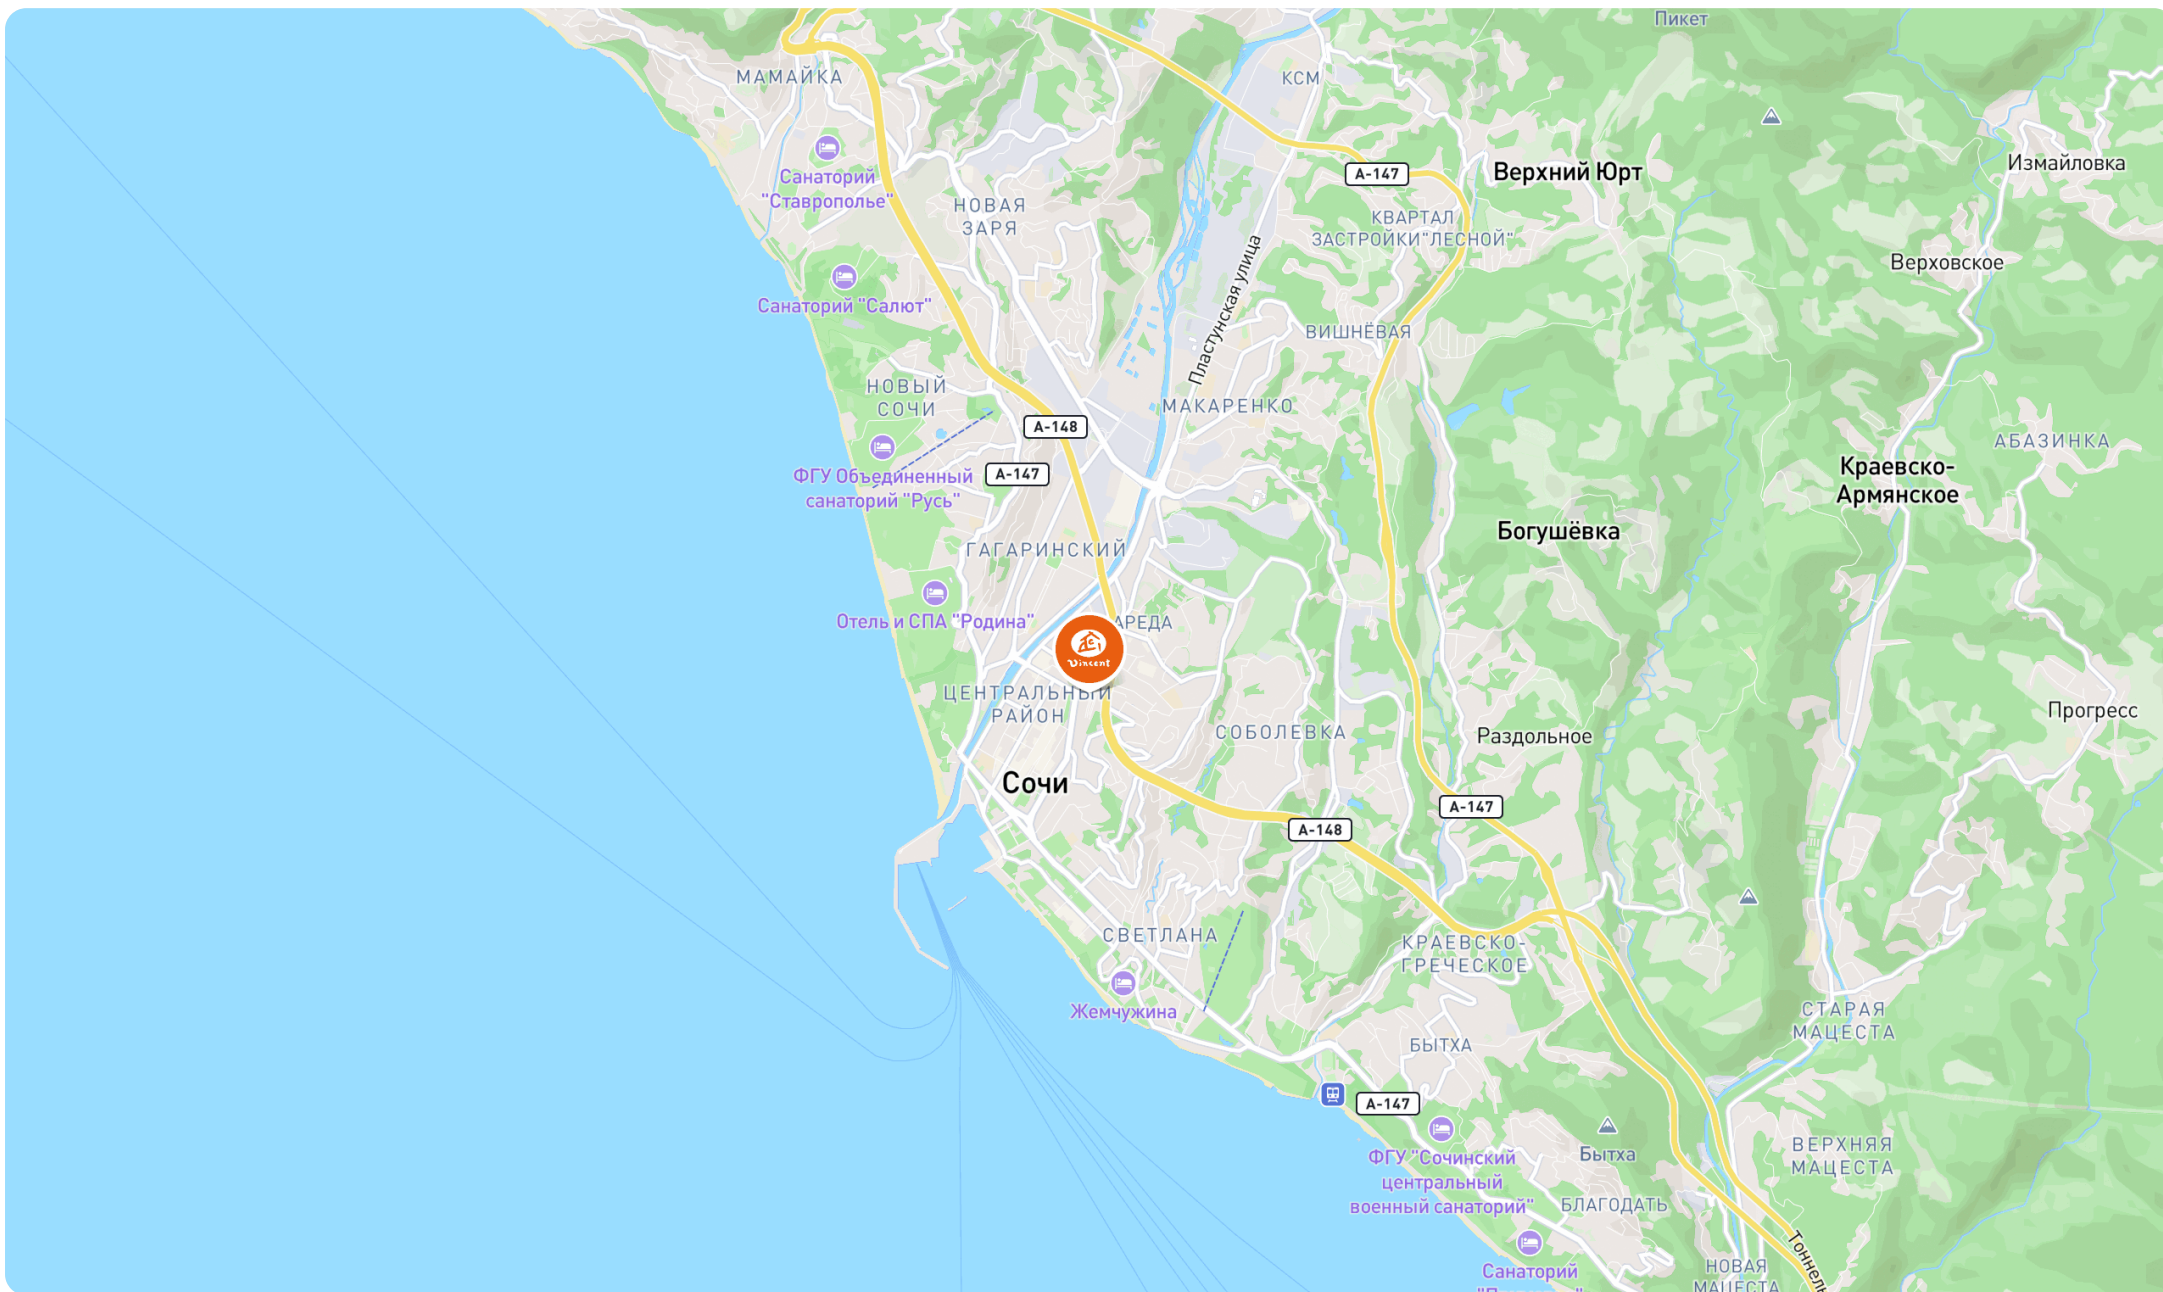 Пикет
МАМАЙКА
КСМ
Санаторий
"Ставрополье"
А-147
Верхний Юрт
Измайловка
НОВАЯ
ЗАРЯ
КВАРТАЛ
ЗАСТРОЙКИ"ЛЕСНОЙ"
Пластунская улица
Верховское
Санаторий "Салют"
ВИШНЁВАЯ
НОВЫЙ
СОЧИ
МАКАРЕНКО
А-148
АБАЗИНКА
ФГУ Объединенный
санаторий "Русь"
А-147
Краевско-
Армянское
Богушёвка
ГАГАРИНСКИЙ
Отель и СПА "Родина"
АРЕДА
Vincent
ЦЕНТРАЛЬНЫЙ
РАЙОН
Прогресс
СОБОЛЕВКА
Раздольное
Сочи
А-147
А-148
СВЕТЛАНА
КРАЕВСКО-
ГРЕЧЕСКОЕ
Жемчужина
СТАРАЯ
МАЦЕСТА
БЫТХА
А-147
ФГУ "Сочинский
центральный
военный санаторий"
Бытха
ВЕРХНЯЯ
МАЦЕСТА
БЛАГОДАТЬ
Санаторий
Тоннель
НОВАЯ
МАЦЕСТА